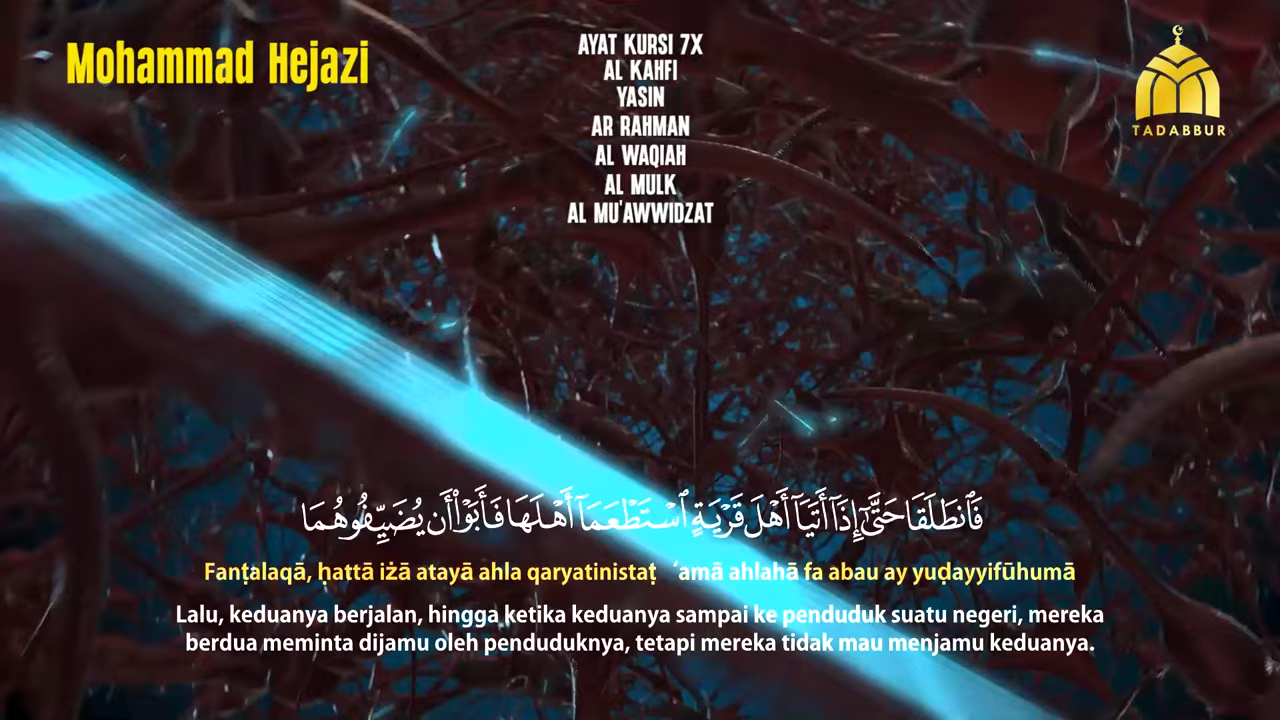 Mohammad Hejazi
AYAT KURSI 7X
AL KAHFI
YASIN
AR RAHMAN
AL WAQIAH
AL MULK
AL MU'AWWIDZAT
TADABBUR
فَٱنطَلَقَا حَتَّىٰٓ إِذَآ أَتَيَآ أَهْلَ قَرْيَةٍ ٱسْتَطْعَمَآ أَهْلَهَا فَأَبَوْا۟ أَن يُضَيِّفُوهُمَا
Fanṭalaqā, ḥattā iżā atayā ahla qaryatinistaṭ ‘amā ahlahā fa abau ay yuḍayyifūhumā
Lalu, keduanya berjalan, hingga ketika keduanya sampai ke penduduk suatu negeri, mereka
berdua meminta dijamu oleh penduduknya, tetapi mereka tidak mau menjamu keduanya.